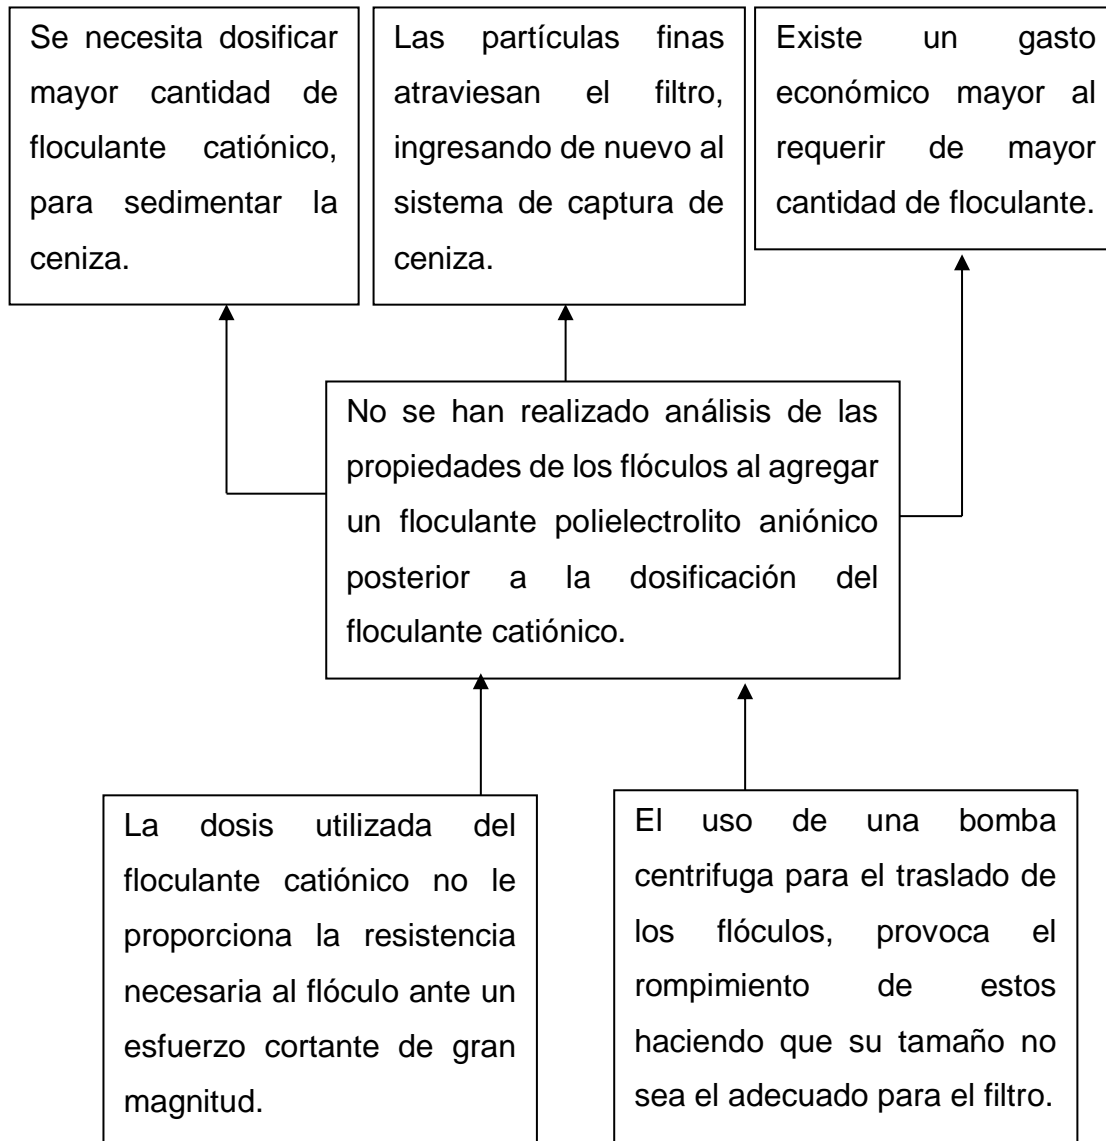 Se necesita dosificar
mayor cantidad de
floculante catiónico,
para sedimentar la
ceniza.
Las partículas finas
atraviesan el filtro,
ingresando de nuevo al
sistema de captura de
ceniza.
Existe un gasto
económico mayor al
requerir de mayor
cantidad de floculante.
No se han realizado análisis de las
propiedades de los flóculos al agregar
un floculante polielectrolito aniónico
posterior a la dosificación del
floculante catiónico.
La dosis utilizada del
floculante catiónico no le
proporciona la resistencia
necesaria al flóculo ante un
esfuerzo cortante de gran
magnitud.
El uso de una bomba
centrifuga para el traslado de
los flóculos, provoca el
rompimiento de estos
haciendo que su tamaño no
sea el adecuado para el filtro.